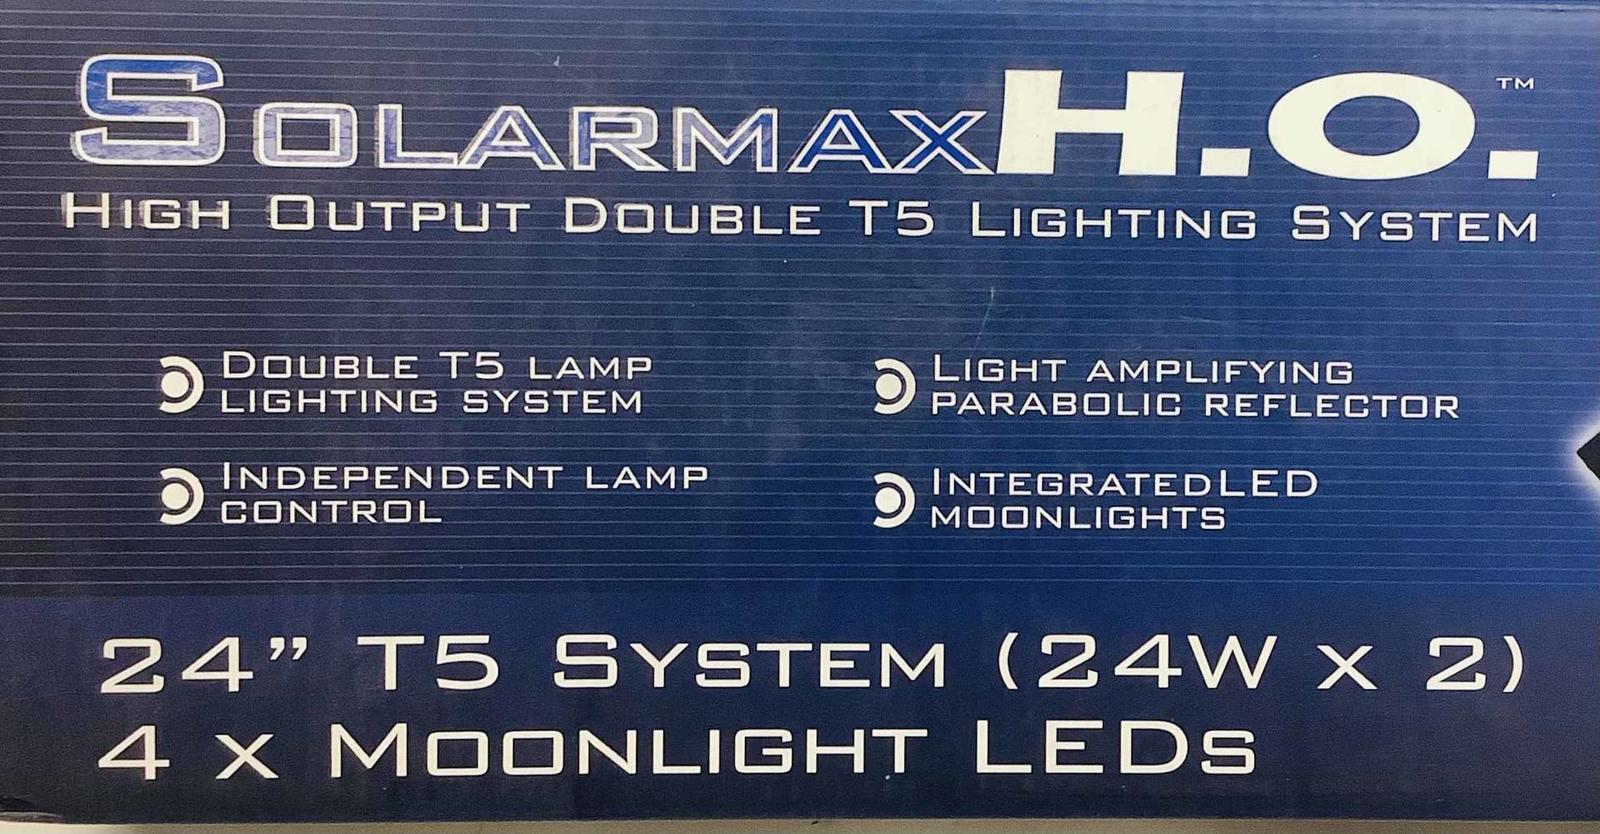 SOLARMAXH.O.™
HIGH OUTPUT DOUBLE T5 LIGHTING SYSTEM
DOUBLE T5 LAMP
LIGHTING SYSTEM
INDEPENDENT LAMP
CONTROL
LIGHT AMPLIFYING
PARABOLIC REFLECTOR
INTEGRATEDLED
MOONLIGHTS
24” T5 SYSTEM (24W x 2)
4 x MOONLIGHT LEDs